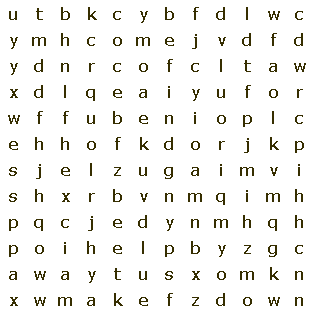 u t b k c y b f d l w c
y m h c o m e j v d f d
y d n r c o f c l t a w
x d l q e a i y u f o r
w f f u b e n i o p l c
e h h o f k d o r j k p
s j e l z u g a i m v i
s h x r b v n m q i m h
p q c j e d y n m h q h
p o i h e l p b y z g c
a w a y t u s x o m k n
x w m a k e f z d o w n